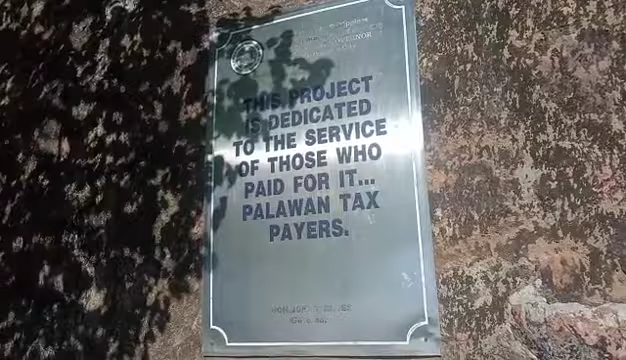 THIS PROJECT
IS DEDICATED
TO THE SERVICE
OF THOSE WHO
PAID FOR IT...
PALAWAN TAX
PAYERS.